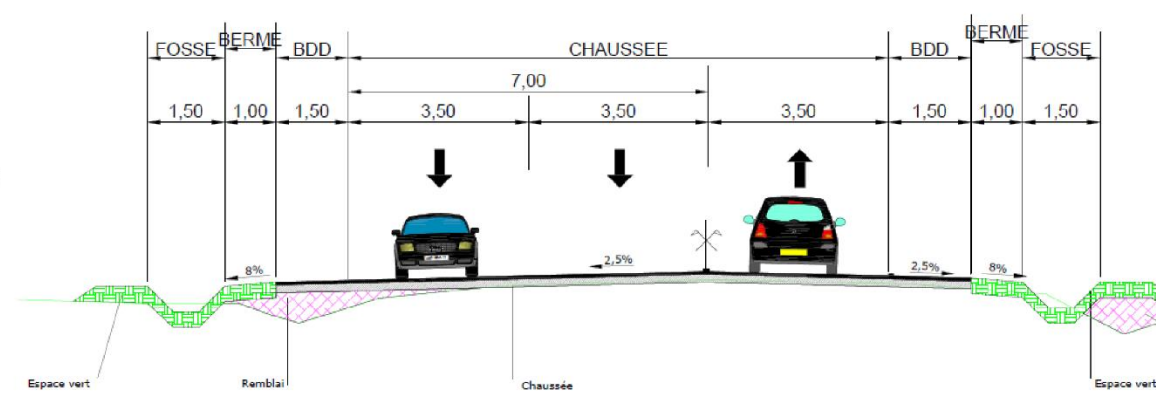 BERME BERME
FOSSE BDD CHAUSSEE BDD FOSSE
7,00
1,50 1,00 1,50 3,50 3,50 3,50 1,50 1,00 1,50
8% 2,5% 2,5% 8%
Espace vert Remblai Chaussée Espace vert